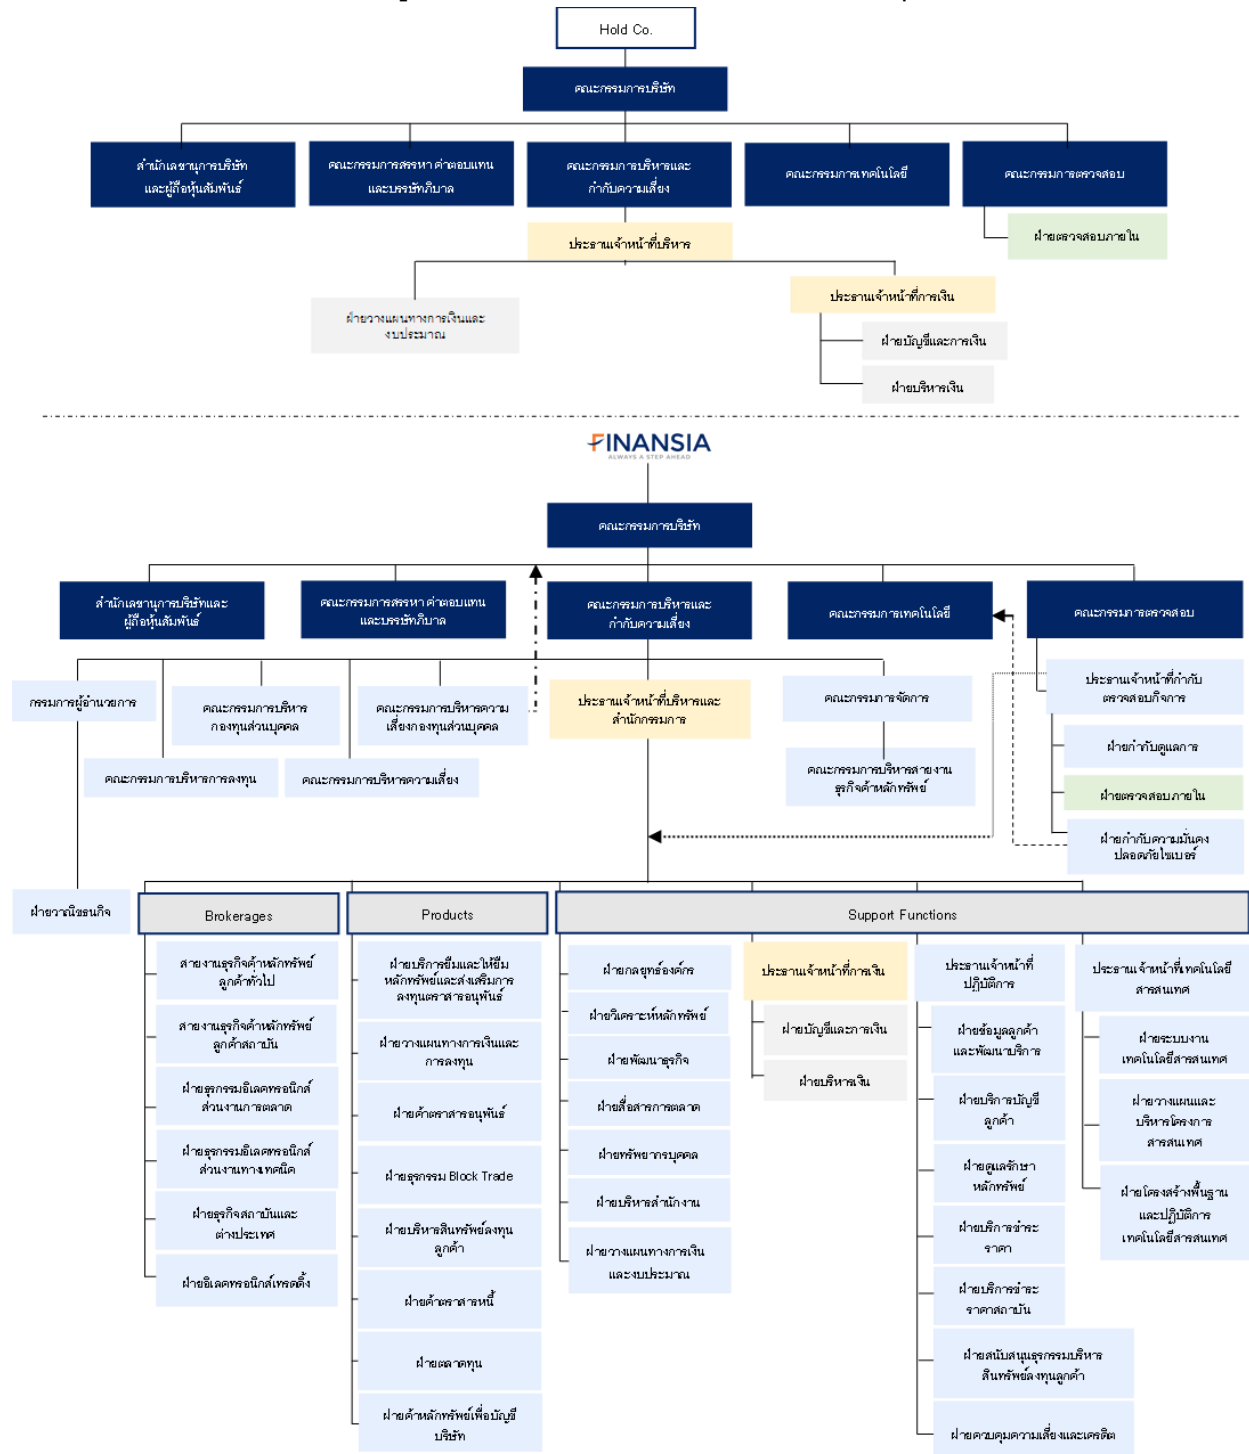 Hold Co.
คณะกรรมการบริษัท
สำนักเลขานุการบริษัท
และผู้ถือหุ้นสัมพันธ์
คณะกรรมการสรรหา ค่าตอบแทน
และบรรษัทภิบาล
คณะกรรมการบริหารและ
กำกับความเสี่ยง
คณะกรรมการเทคโนโลยี
คณะกรรมการตรวจสอบ
ฝ่ายตรวจสอบภายใน
ประธานเจ้าหน้าที่บริหาร
ฝ่ายวางแผนทางการเงินและ
งบประมาณ
ประธานเจ้าหน้าที่การเงิน
ฝ่ายบัญชีและการเงิน
ฝ่ายบริหารเงิน
FINANSIA
ALWAYS A STEP AHEAD
คณะกรรมการบริษัท
สำนักเลขานุการบริษัทและ
ผู้ถือหุ้นสัมพันธ์
คณะกรรมการสรรหา ค่าตอบแทน
และบรรษัทภิบาล
คณะกรรมการบริหารและ
กำกับความเสี่ยง
คณะกรรมการเทคโนโลยี
คณะกรรมการตรวจสอบ
กรรมการผู้อำนวยการ
คณะกรรมการบริหาร
กองทุนส่วนบุคคล
คณะกรรมการบริหารความ
เสี่ยงกองทุนส่วนบุคคล
ประธานเจ้าหน้าที่บริหารและ
สำนักกรรมการ
คณะกรรมการจัดการ
ประธานเจ้าหน้าที่กำกับ
ตรวจสอบกิจการ
คณะกรรมการบริหารการลงทุน
คณะกรรมการบริหารความเสี่ยง
คณะกรรมการบริหารสายงาน
ธุรกิจค้าหลักทรัพย์
ฝ่ายกำกับดูแลการ
ฝ่ายตรวจสอบภายใน
ฝ่ายกำกับความมั่นคง
ปลอดภัยไซเบอร์
ฝ่ายวาณิชธนกิจ
Brokerages
สายงานธุรกิจค้าหลักทรัพย์
ลูกค้าทั่วไป
สายงานธุรกิจค้าหลักทรัพย์
ลูกค้าสถาบัน
ฝ่ายธุรกรรมอิเลคทรอนิกส์
ส่วนงานการตลาด
ฝ่ายธุรกรรมอิเลคทรอนิกส์
ส่วนงานทางเทคนิค
ฝ่ายธุรกิจสถาบันและ
ต่างประเทศ
ฝ่ายอิเลคทรอนิกส์เทรดดิ้ง
Products
ฝ่ายบริการยืมและให้ยืม
หลักทรัพย์และส่งเสริมการ
ลงทุนตราสารอนุพันธ์
ฝ่ายวางแผนทางการเงินและ
การลงทุน
ฝ่ายค้าตราสารอนุพันธ์
ฝ่ายธุรกรรม Block Trade
ฝ่ายบริหารสินทรัพย์ลงทุน
ลูกค้า
ฝ่ายค้าตราสารหนี้
ฝ่ายตลาดทุน
ฝ่ายค้าหลักทรัพย์เพื่อบัญชี
บริษัท
Support Functions
ฝ่ายกลยุทธ์องค์กร
ฝ่ายวิเคราะห์หลักทรัพย์
ฝ่ายพัฒนาธุรกิจ
ฝ่ายสื่อสารการตลาด
ฝ่ายทรัพยากรบุคคล
ฝ่ายบริหารสำนักงาน
ฝ่ายวางแผนทางการเงิน
และงบประมาณ
ประธานเจ้าหน้าที่การเงิน
ฝ่ายบัญชีและการเงิน
ฝ่ายบริหารเงิน
ประธานเจ้าหน้าที่
ปฏิบัติการ
ฝ่ายข้อมูลลูกค้า
และพัฒนาบริการ
ฝ่ายบริการบัญชี
ลูกค้า
ฝ่ายดูแลรักษา
หลักทรัพย์
ฝ่ายบริการชำระ
ราคา
ฝ่ายบริการชำระ
ราคาสถาบัน
ฝ่ายสนับสนุนธุรกรรมบริหาร
สินทรัพย์ลงทุนลูกค้า
ฝ่ายควบคุมความเสี่ยงและเครดิต
ประธานเจ้าหน้าที่เทคโนโลยี
สารสนเทศ
ฝ่ายระบบงาน
เทคโนโลยีสารสนเทศ
ฝ่ายวางแผนและ
บริหารโครงการ
สารสนเทศ
ฝ่ายโครงสร้างพื้นฐาน
และปฏิบัติการ
เทคโนโลยีสารสนเทศ